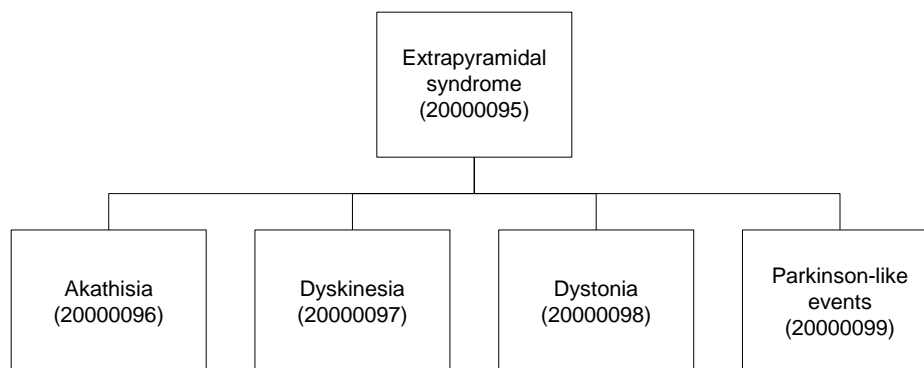 Extrapyramidal
syndrome
(20000095)
Akathisia
(20000096)
Dyskinesia
(20000097)
Dystonia
(20000098)
Parkinson-like
events
(20000099)